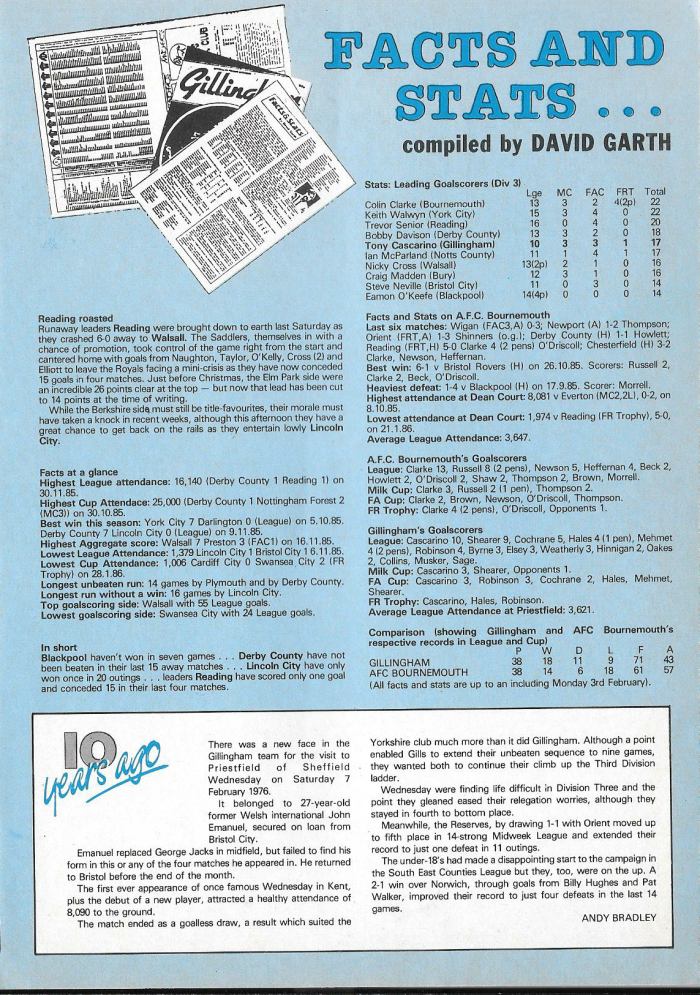 Gilling
Facts & Stats
FACTS AND
STATS ...
compiled by DAVID GARTH
Stats: Leading Goalscorers (Div 3)
Lge MC FAC FRT Total
Colin Clarke (Bournemouth) 13 3 2 4(2p) 22
Keith Walwyn (York City) 15 3 4 0 22
Trevor Senior (Reading) 16 0 4 0 20
Bobby Davison (Derby County) 13 3 2 0 18
Tony Cascarino (Gillingham) 10 3 3 1 17
Ian McParland (Notts County) 11 1 4 1 17
Nicky Cross (Walsall) 13(2p) 2 1 0 16
Craig Madden (Bury) 12 3 1 0 16
Steve Neville (Bristol City) 11 0 3 0 14
Eamon O'Keefe (Blackpool) 14(4p) 0 0 0 14
Reading roasted
Runaway leaders Reading were brought down to earth last Saturday as
they crashed 6-0 away to Walsall. The Saddlers, themselves in with a
chance of promotion, took control of the game right from the start and
cantered home with goals from Naughton, Taylor, O'Kelly, Cross (2) and
Elliott to leave the Royals facing a mini-crisis as they have now conceded
15 goals in four matches. Just before Christmas, the Elm Park side were
an incredible 26 points clear at the top — but now that lead has been cut
to 14 points at the time of writing.
While the Berkshire side must still be title-favourites, their morale must
have taken a knock in recent weeks, although this afternoon they have a
great chance to get back on the rails as they entertain lowly Lincoln
City.
Facts at a glance
Highest League attendance: 16,140 (Derby County 1 Reading 1) on
30.11.85.
Highest Cup Attendace: 25,000 (Derby County 1 Nottingham Forest 2
(MC3)) on 30.10.85.
Best win this season: York City 7 Darlington 0 (League) on 5.10.85.
Derby County 7 Lincoln City 0 (League) on 9.11.85.
Highest Aggregate score: Walsall 7 Preston 3 (FAC1) on 16.11.85.
Lowest League Attendance: 1,379 Lincoln City 1 Bristol City 1 6.11.85.
Lowest Cup Attendance: 1,006 Cardiff City 0 Swansea City 2 (FR
Trophy) on 28.1.86.
Longest unbeaten run: 14 games by Plymouth and by Derby County.
Longest run without a win: 16 games by Lincoln City.
Top goalscoring side: Walsall with 55 League goals.
Lowest goalscoring side: Swansea City with 24 League goals.
In short
Blackpool haven't won in seven games . . . Derby County have not
been beaten in their last 15 away matches . . . Lincoln City have only
won once in 20 outings . . . leaders Reading have scored only one goal
and conceded 15 in their last four matches.
Facts and Stats on A.F.C. Bournemouth
Last six matches: Wigan (FAC3,A) 0-3; Newport (A) 1-2 Thompson;
Orient (FRT,A) 1-3 Shinners (o.g.); Derby County (H) 1-1 Howlett;
Reading (FRT,H) 5-0 Clarke 4 (2 pens) O'Driscoll; Chesterfield (H) 3-2
Clarke, Newson, Heffernan.
Best win: 6-1 v Bristol Rovers (H) on 26.10.85. Scorers: Russell 2,
Clarke 2, Beck, O'Driscoll.
Heaviest defeat: 1-4 v Blackpool (H) on 17.9.85. Scorer: Morrell.
Highest attendance at Dean Court: 8,081 v Everton (MC2,2L), 0-2, on
8.10.85.
Lowest attendance at Dean Court: 1,974 v Reading (FR Trophy), 5-0,
on 21.1.86.
Average League Attendance: 3,647.
A.F.C. Bournemouth's Goalscorers
League: Clarke 13, Russell 8 (2 pens), Newson 5, Heffernan 4, Beck 2,
Howlett 2, O'Driscoll 2, Shaw 2, Thompson 2, Brown, Morrell.
Milk Cup: Clarke 3, Russell 2 (1 pen), Thompson 2.
FA Cup: Clarke 2, Brown, Newson, O'Driscoll, Thompson.
FR Trophy: Clarke 4 (2 pens), O'Driscoll, Opponents 1.
Gillingham's Goalscorers
League: Cascarino 10, Shearer 9, Cochrane 5, Hales 4 (1 pen), Mehmet
4 (2 pens), Robinson 4, Byrne 3, Elsey 3, Weatherly 3, Hinnigan 2, Oakes
2, Collins, Musker, Sage.
Milk Cup: Cascarino 3, Shearer, Opponents 1.
FA Cup: Cascarino 3, Robinson 3, Cochrane 2, Hales, Mehmet,
Shearer.
FR Trophy: Cascarino, Hales, Robinson.
Average League Attendance at Priestfield: 3,621.
Comparison (showing Gillingham and AFC Bournemouth's
respective records in League and Cup)
P W D L F A
GILLINGHAM 38 18 11 9 71 43
AFC BOURNEMOUTH 38 14 6 18 61 57
(All facts and stats are up to an including Monday 3rd February).
10
years ago
There was a new face in the
Gillingham team for the visit to
Priestfield of Sheffield
Wednesday on Saturday 7
February 1976.
It belonged to 27-year-old
former Welsh international John
Emanuel, secured on loan from
Bristol City.
Emanuel replaced George Jacks in midfield, but failed to find his
form in this or any of the four matches he appeared in. He returned
to Bristol before the end of the month.
The first ever appearance of once famous Wednesday in Kent,
plus the debut of a new player, attracted a healthy attendance of
8,090 to the ground.
The match ended as a goalless draw, a result which suited the
Yorkshire club much more than it did Gillingham. Although a point
enabled Gills to extend their unbeaten sequence to nine games,
they wanted both to continue their climb up the Third Division
ladder.
Wednesday were finding life difficult in Division Three and the
point they gleaned eased their relegation worries, although they
stayed in fourth to bottom place.
Meanwhile, the Reserves, by drawing 1-1 with Orient moved up
to fifth place in 14-strong Midweek League and extended their
record to just one defeat in 11 outings.
The under-18's had made a disappointing start to the campaign in
the South East Counties League but they, too, were on the up. A
2-1 win over Norwich, through goals from Billy Hughes and Pat
Walker, improved their record to just four defeats in the last 14
games.
ANDY BRADLEY